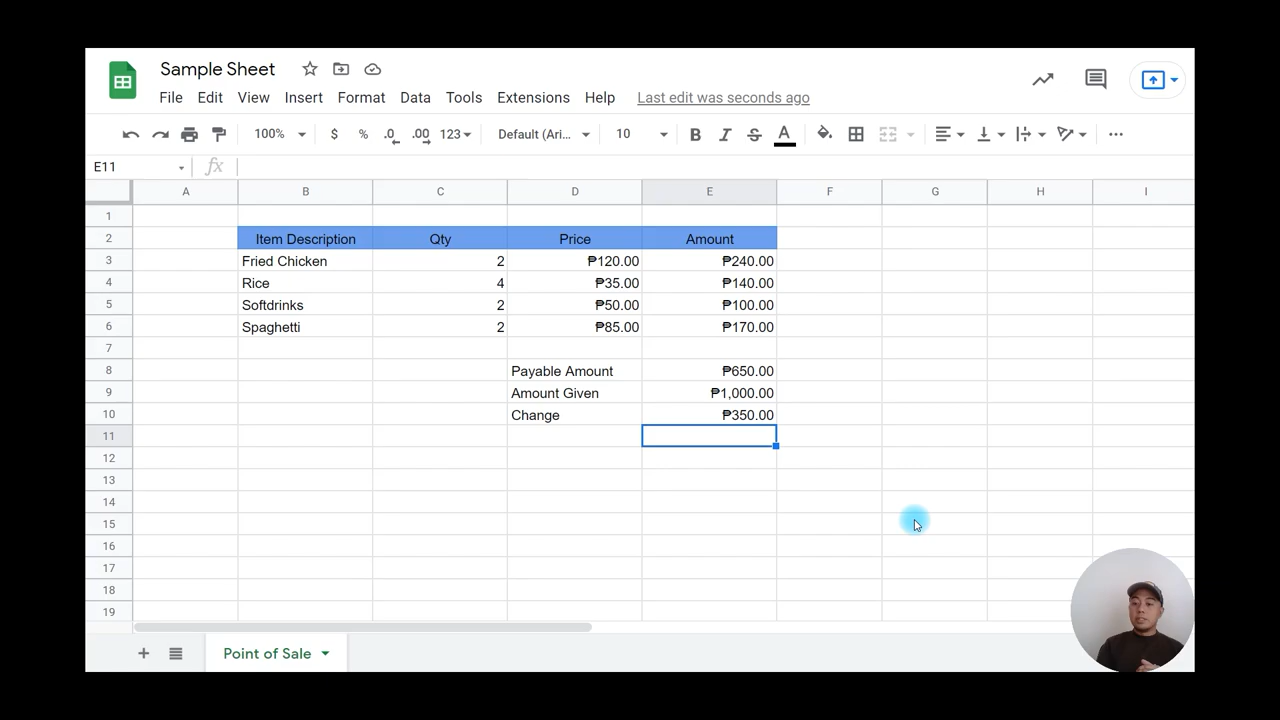 Sample Sheet
File Edit View Insert Format Data Tools Extensions Help Last edit was seconds ago
100% $ % .0 .00 123 Default (Ari... 10 B I S A ...
E11 fx
A B C D E F G H I
1
2 Item Description Qty Price Amount
3 Fried Chicken 2 ₱120.00 ₱240.00
4 Rice 4 ₱35.00 ₱140.00
5 Softdrinks 2 ₱50.00 ₱100.00
6 Spaghetti 2 ₱85.00 ₱170.00
7
8 Payable Amount ₱650.00
9 Amount Given ₱1,000.00
10 Change ₱350.00
11
12
13
14
15
16
17
18
19
+ Point of Sale